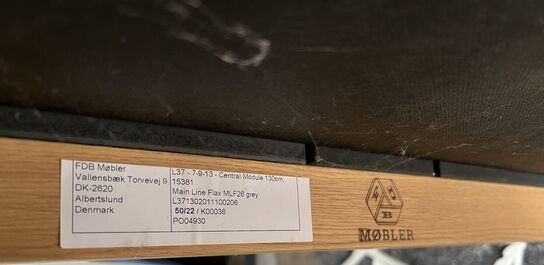 FDB Møbler
Vallensbæk Torvevej 9
DK-2620
Albertslund
Denmark
L37 - 7-9-13 - Central Module 130cm,
15381
Main Line Flax MLF26 grey
L371302011100206
50/22 / K00036
PO04930
B
MØBLER